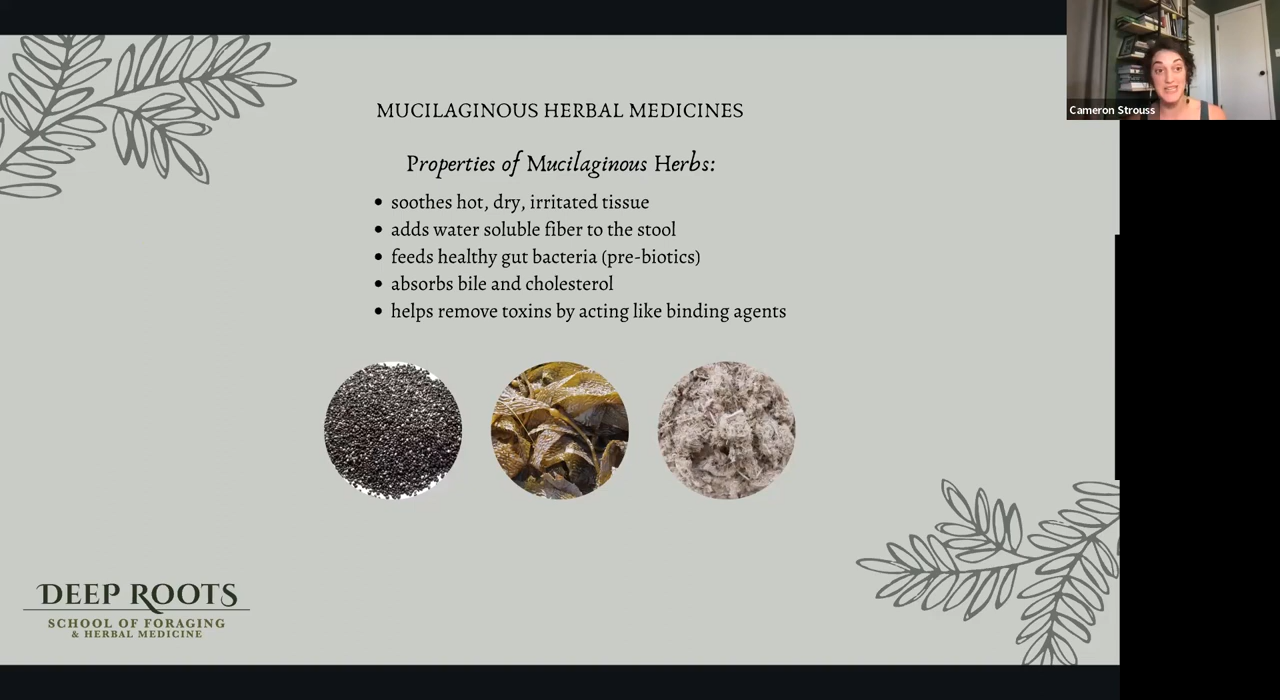 MUCILAGINOUS HERBAL MEDICINES
Properties of Mucilaginous Herbs:
• soothes hot, dry, irritated tissue
• adds water soluble fiber to the stool
• feeds healthy gut bacteria (pre-biotics)
• absorbs bile and cholesterol
• helps remove toxins by acting like binding agents
DEEP ROOTS
SCHOOL OF FORAGING
& HERBAL MEDICINE
Cameron Strouss